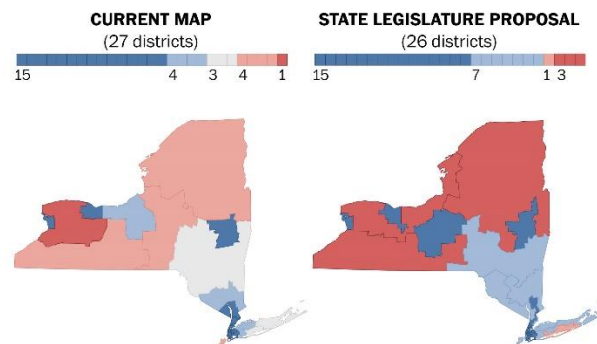 CURRENT MAP
(27 districts)
15 4 3 4 1
STATE LEGISLATURE PROPOSAL
(26 districts)
15 7 1 3